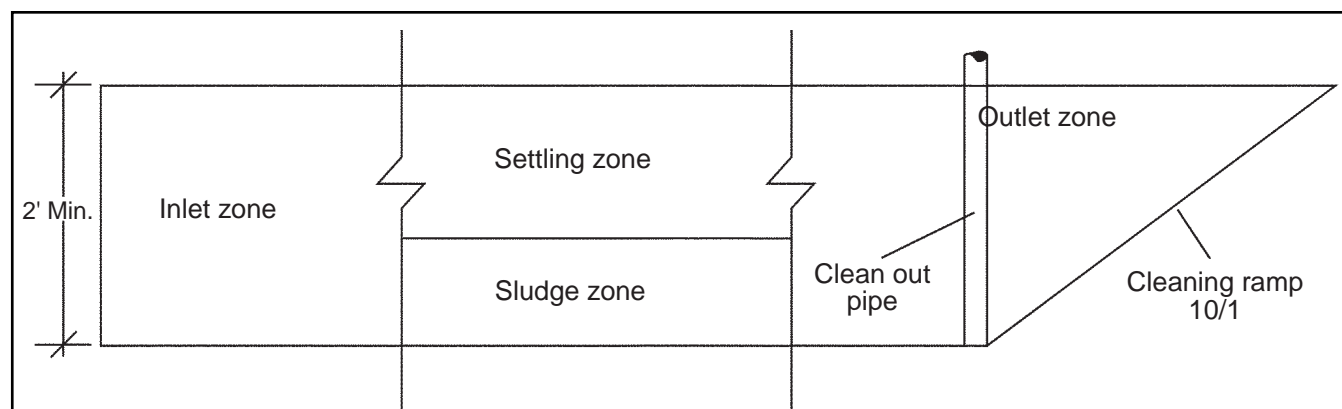 2' Min.
Inlet zone
Settling zone
Sludge zone
Clean out
pipe
Outlet zone
Cleaning ramp
10/1